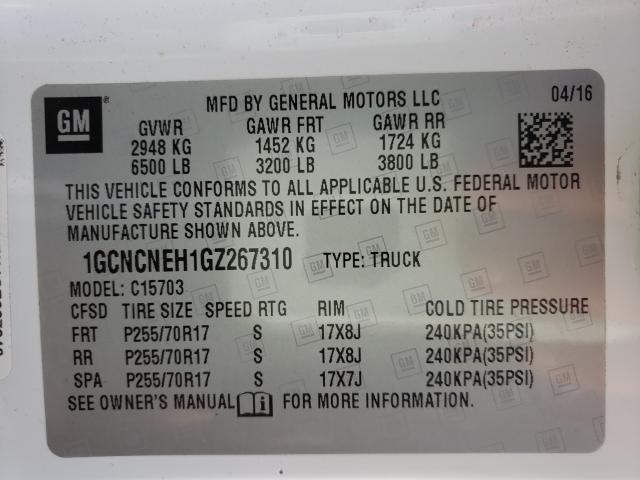 GM ® MFD BY GENERAL MOTORS LLC 04/16
GVWR GAWR FRT GAWR RR
2948 KG 1452 KG 1724 KG
6500 LB 3200 LB 3800 LB
THIS VEHICLE CONFORMS TO ALL APPLICABLE U.S. FEDERAL MOTOR
VEHICLE SAFETY STANDARDS IN EFFECT ON THE DATE OF
MANUFACTURE SHOWN ABOVE.
1GCNCNEH1GZ267310 TYPE: TRUCK
MODEL: C15703
CFSD TIRE SIZE SPEED RTG RIM COLD TIRE PRESSURE
FRT P255/70R17 S 17X8J 240KPA(35PSI)
RR P255/70R17 S 17X8J 240KPA(35PSI)
SPA P255/70R17 S 17X7J 240KPA(35PSI)
SEE OWNER'S MANUAL FOR MORE INFORMATION.